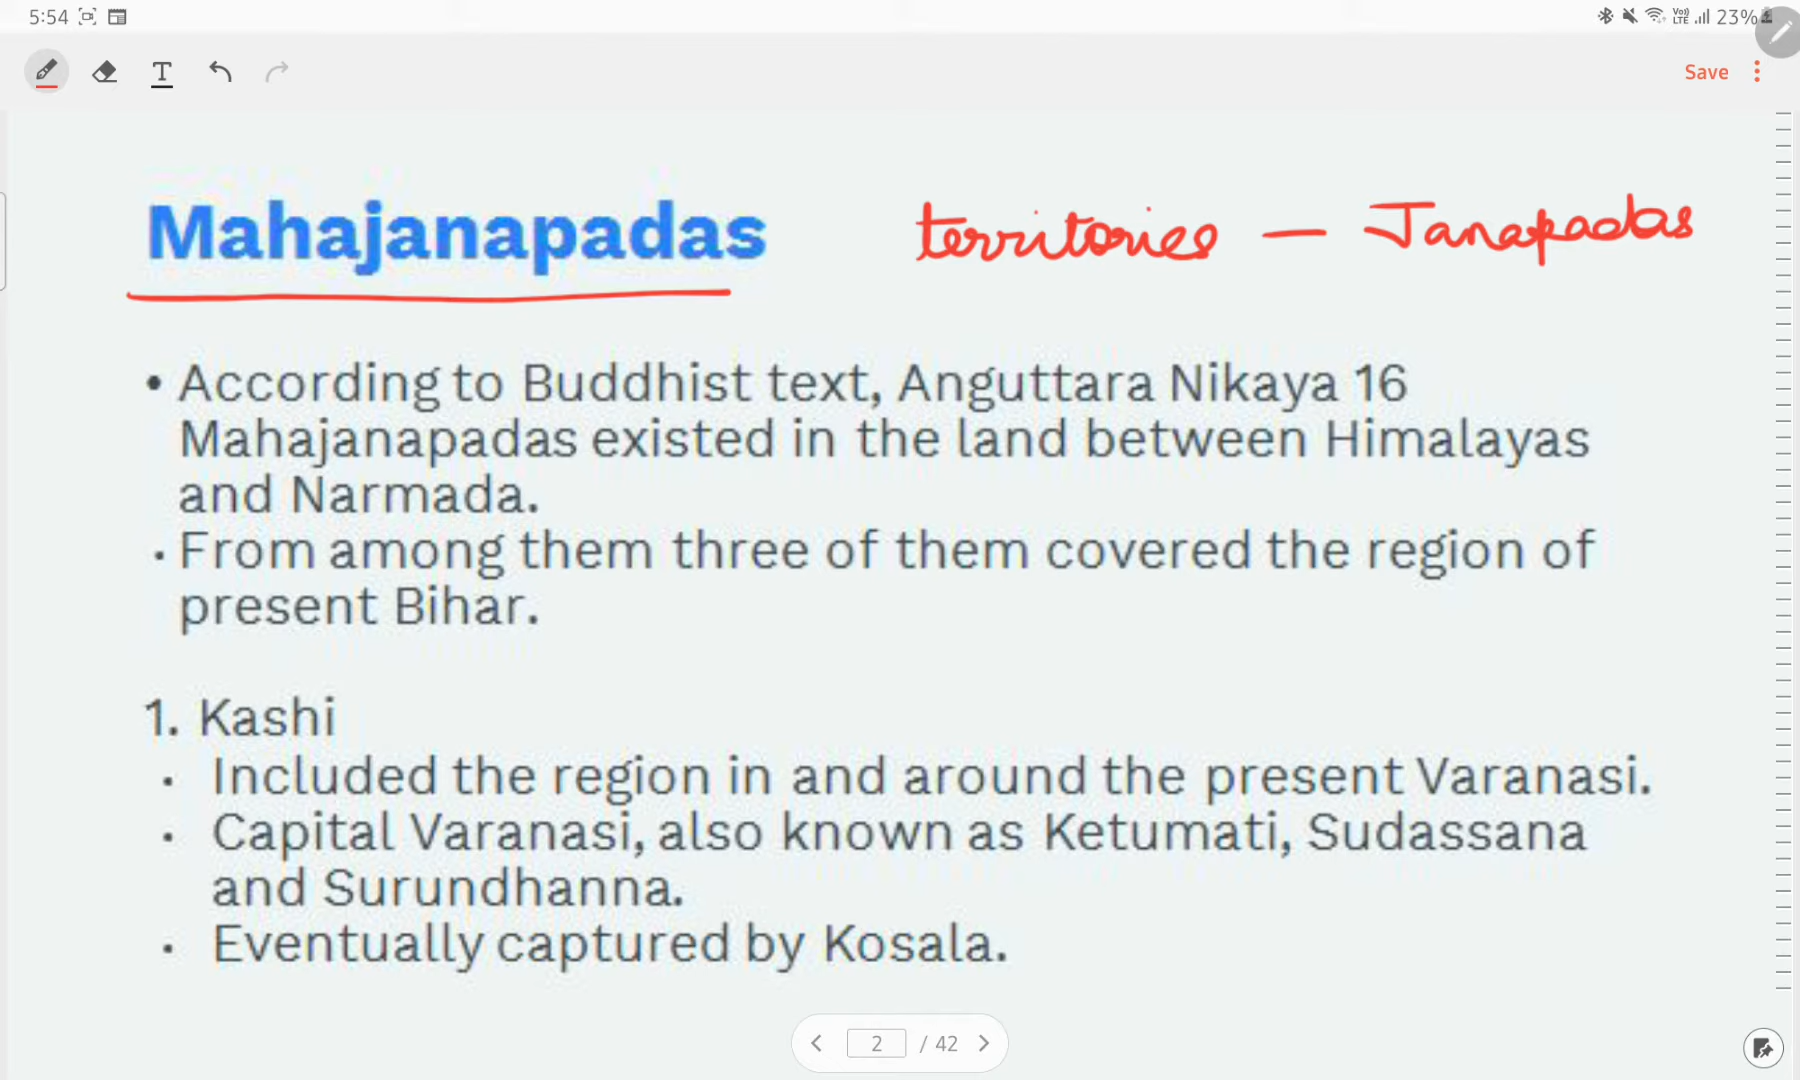 5:54
23%
T
Save
Mahajanapadas
territories — Janapadas
• According to Buddhist text, Anguttara Nikaya 16
Mahajanapadas existed in the land between Himalayas
and Narmada.
• From among them three of them covered the region of
present Bihar.
1. Kashi
• Included the region in and around the present Varanasi.
• Capital Varanasi, also known as Ketumati, Sudassana
and Surundhanna.
• Eventually captured by Kosala.
2 / 42